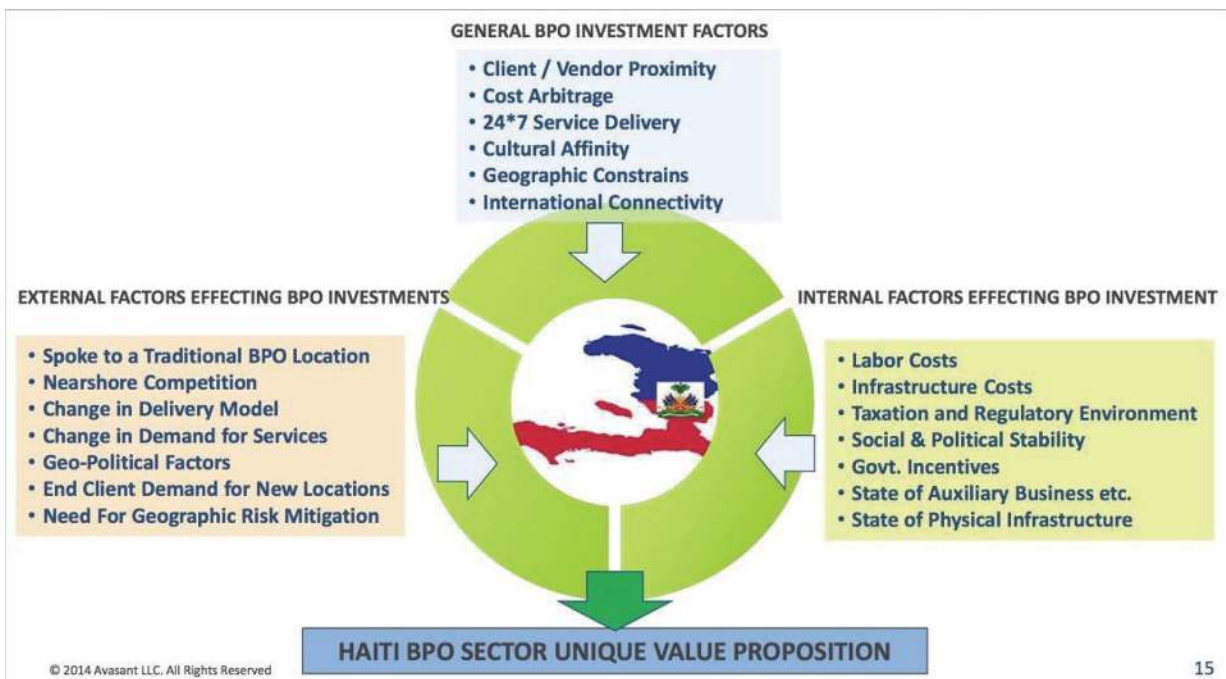 GENERAL BPO INVESTMENT FACTORS
• Client / Vendor Proximity
• Cost Arbitrage
• 24*7 Service Delivery
• Cultural Affinity
• Geographic Constrains
• International Connectivity
EXTERNAL FACTORS EFFECTING BPO INVESTMENTS
• Spoke to a Traditional BPO Location
• Nearshore Competition
• Change in Delivery Model
• Change in Demand for Services
• Geo-Political Factors
• End Client Demand for New Locations
• Need For Geographic Risk Mitigation
INTERNAL FACTORS EFFECTING BPO INVESTMENT
• Labor Costs
• Infrastructure Costs
• Taxation and Regulatory Environment
• Social & Political Stability
• Govt. Incentives
• State of Auxiliary Business etc.
• State of Physical Infrastructure
HAITI BPO SECTOR UNIQUE VALUE PROPOSITION
© 2014 Avasant LLC. All Rights Reserved
15